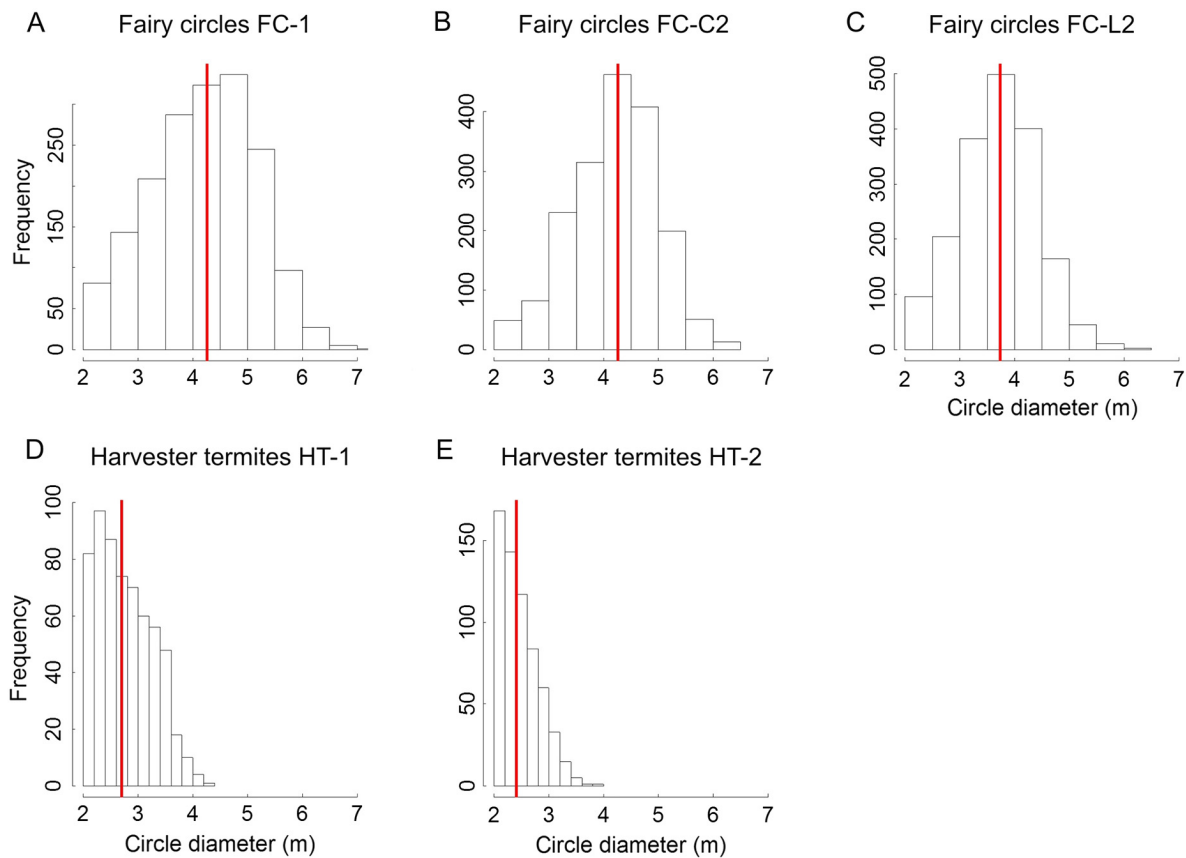 A Fairy circles FC-1
B Fairy circles FC-C2
C Fairy circles FC-L2
Frequency
50 150 250
2 3 4 5 6 7
0 100 200 300 400
2 3 4 5 6 7
0 100 200 300 400 500
2 3 4 5 6 7
Circle diameter (m)
D Harvester termites HT-1
E Harvester termites HT-2
Frequency
0 20 40 60 80 100
2 3 4 5 6 7
Circle diameter (m)
0 50 100 150
2 3 4 5 6 7
Circle diameter (m)